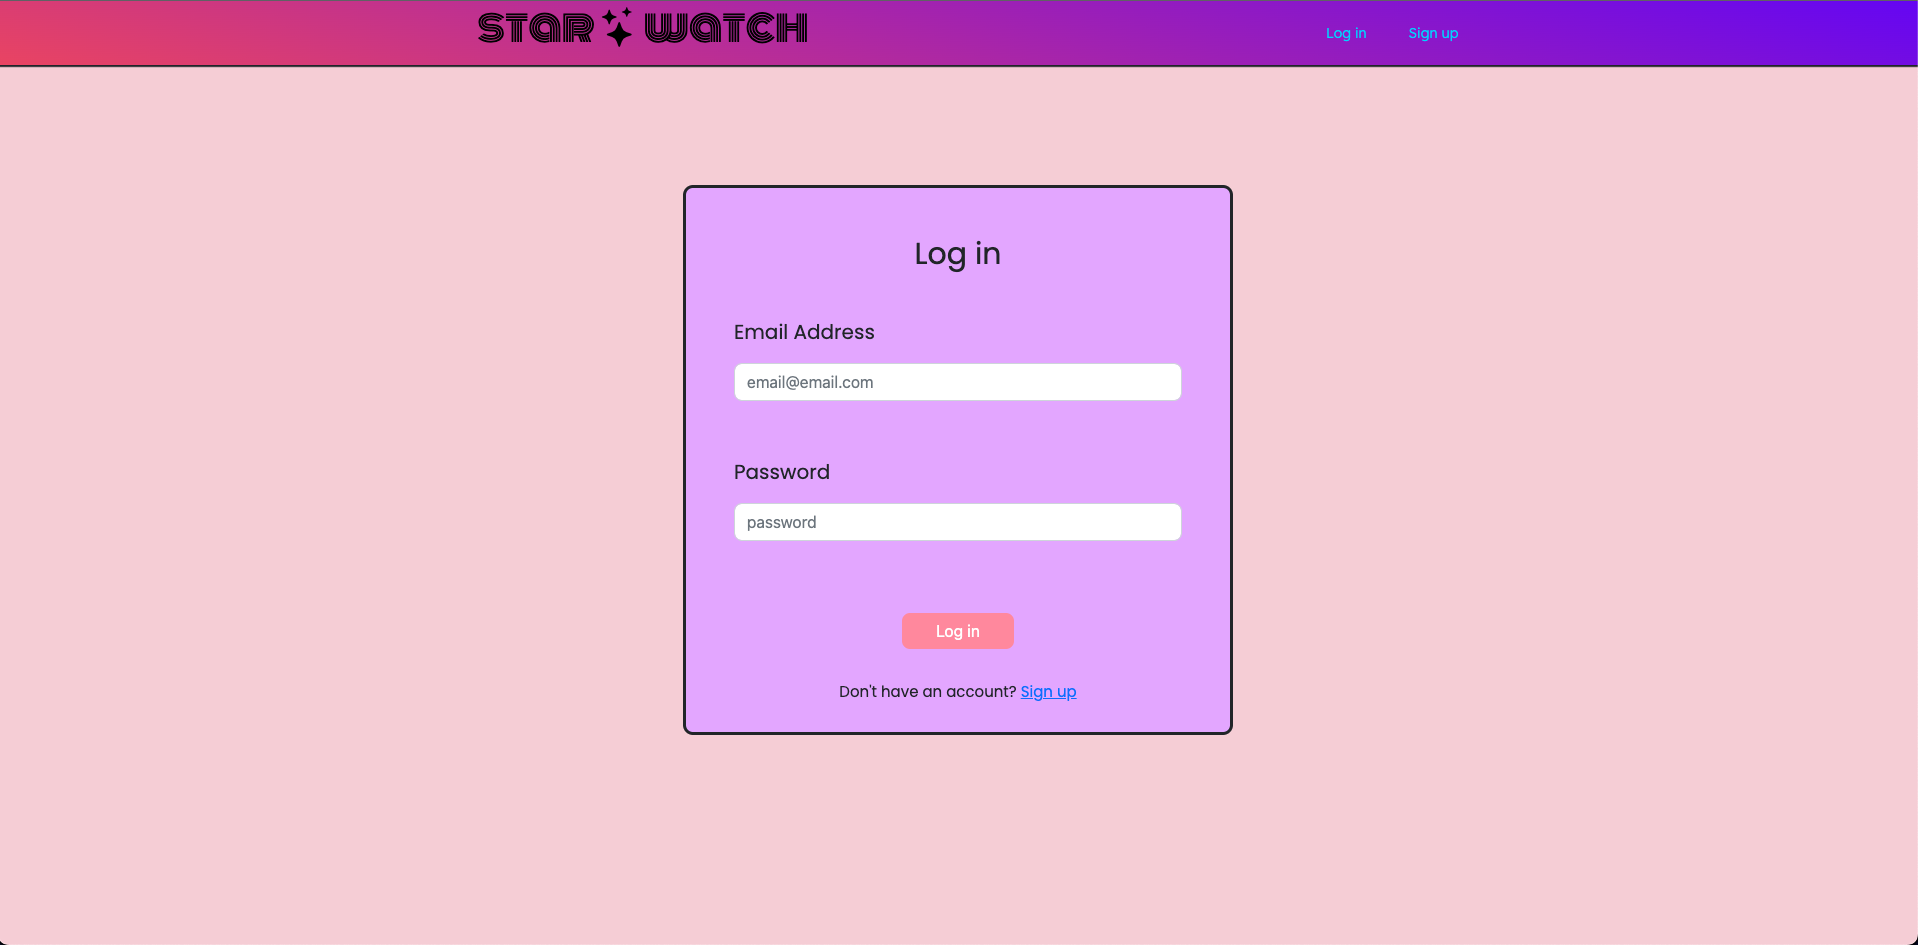 STAR WATCH
Log in Sign up
Log in
Email Address
email@email.com
Password
password
Log in
Don't have an account? Sign up